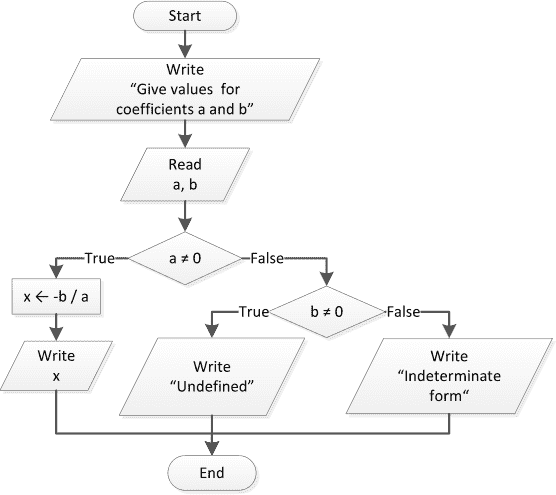 Start
Write
“Give values for
coefficients a and b”
Read
a, b
a ≠ 0
True
False
x ← -b / a
Write
x
b ≠ 0
True
False
Write
“Undefined”
Write
“Indeterminate
form“
End